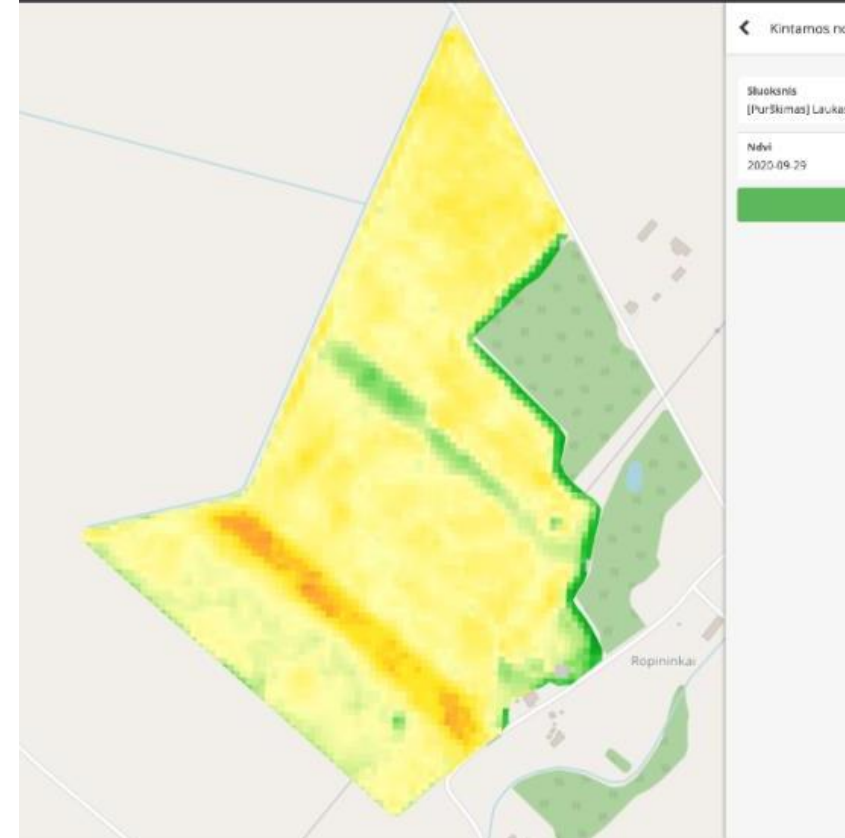 Kintamos no
Sluoksnis
[Purškimas] Laukas
Ndvi
2020-09-29
Ropininkai